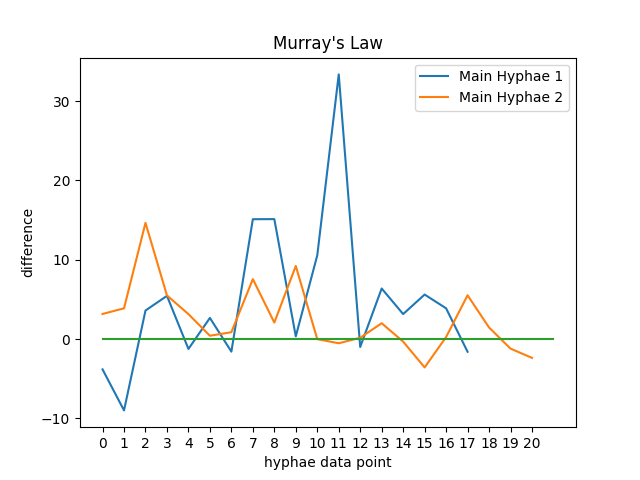 Murray's Law
Main Hyphae 1
Main Hyphae 2
30
20
10
0
−10
difference
0 1 2 3 4 5 6 7 8 9 10 11 12 13 14 15 16 17 18 19 20
hyphae data point